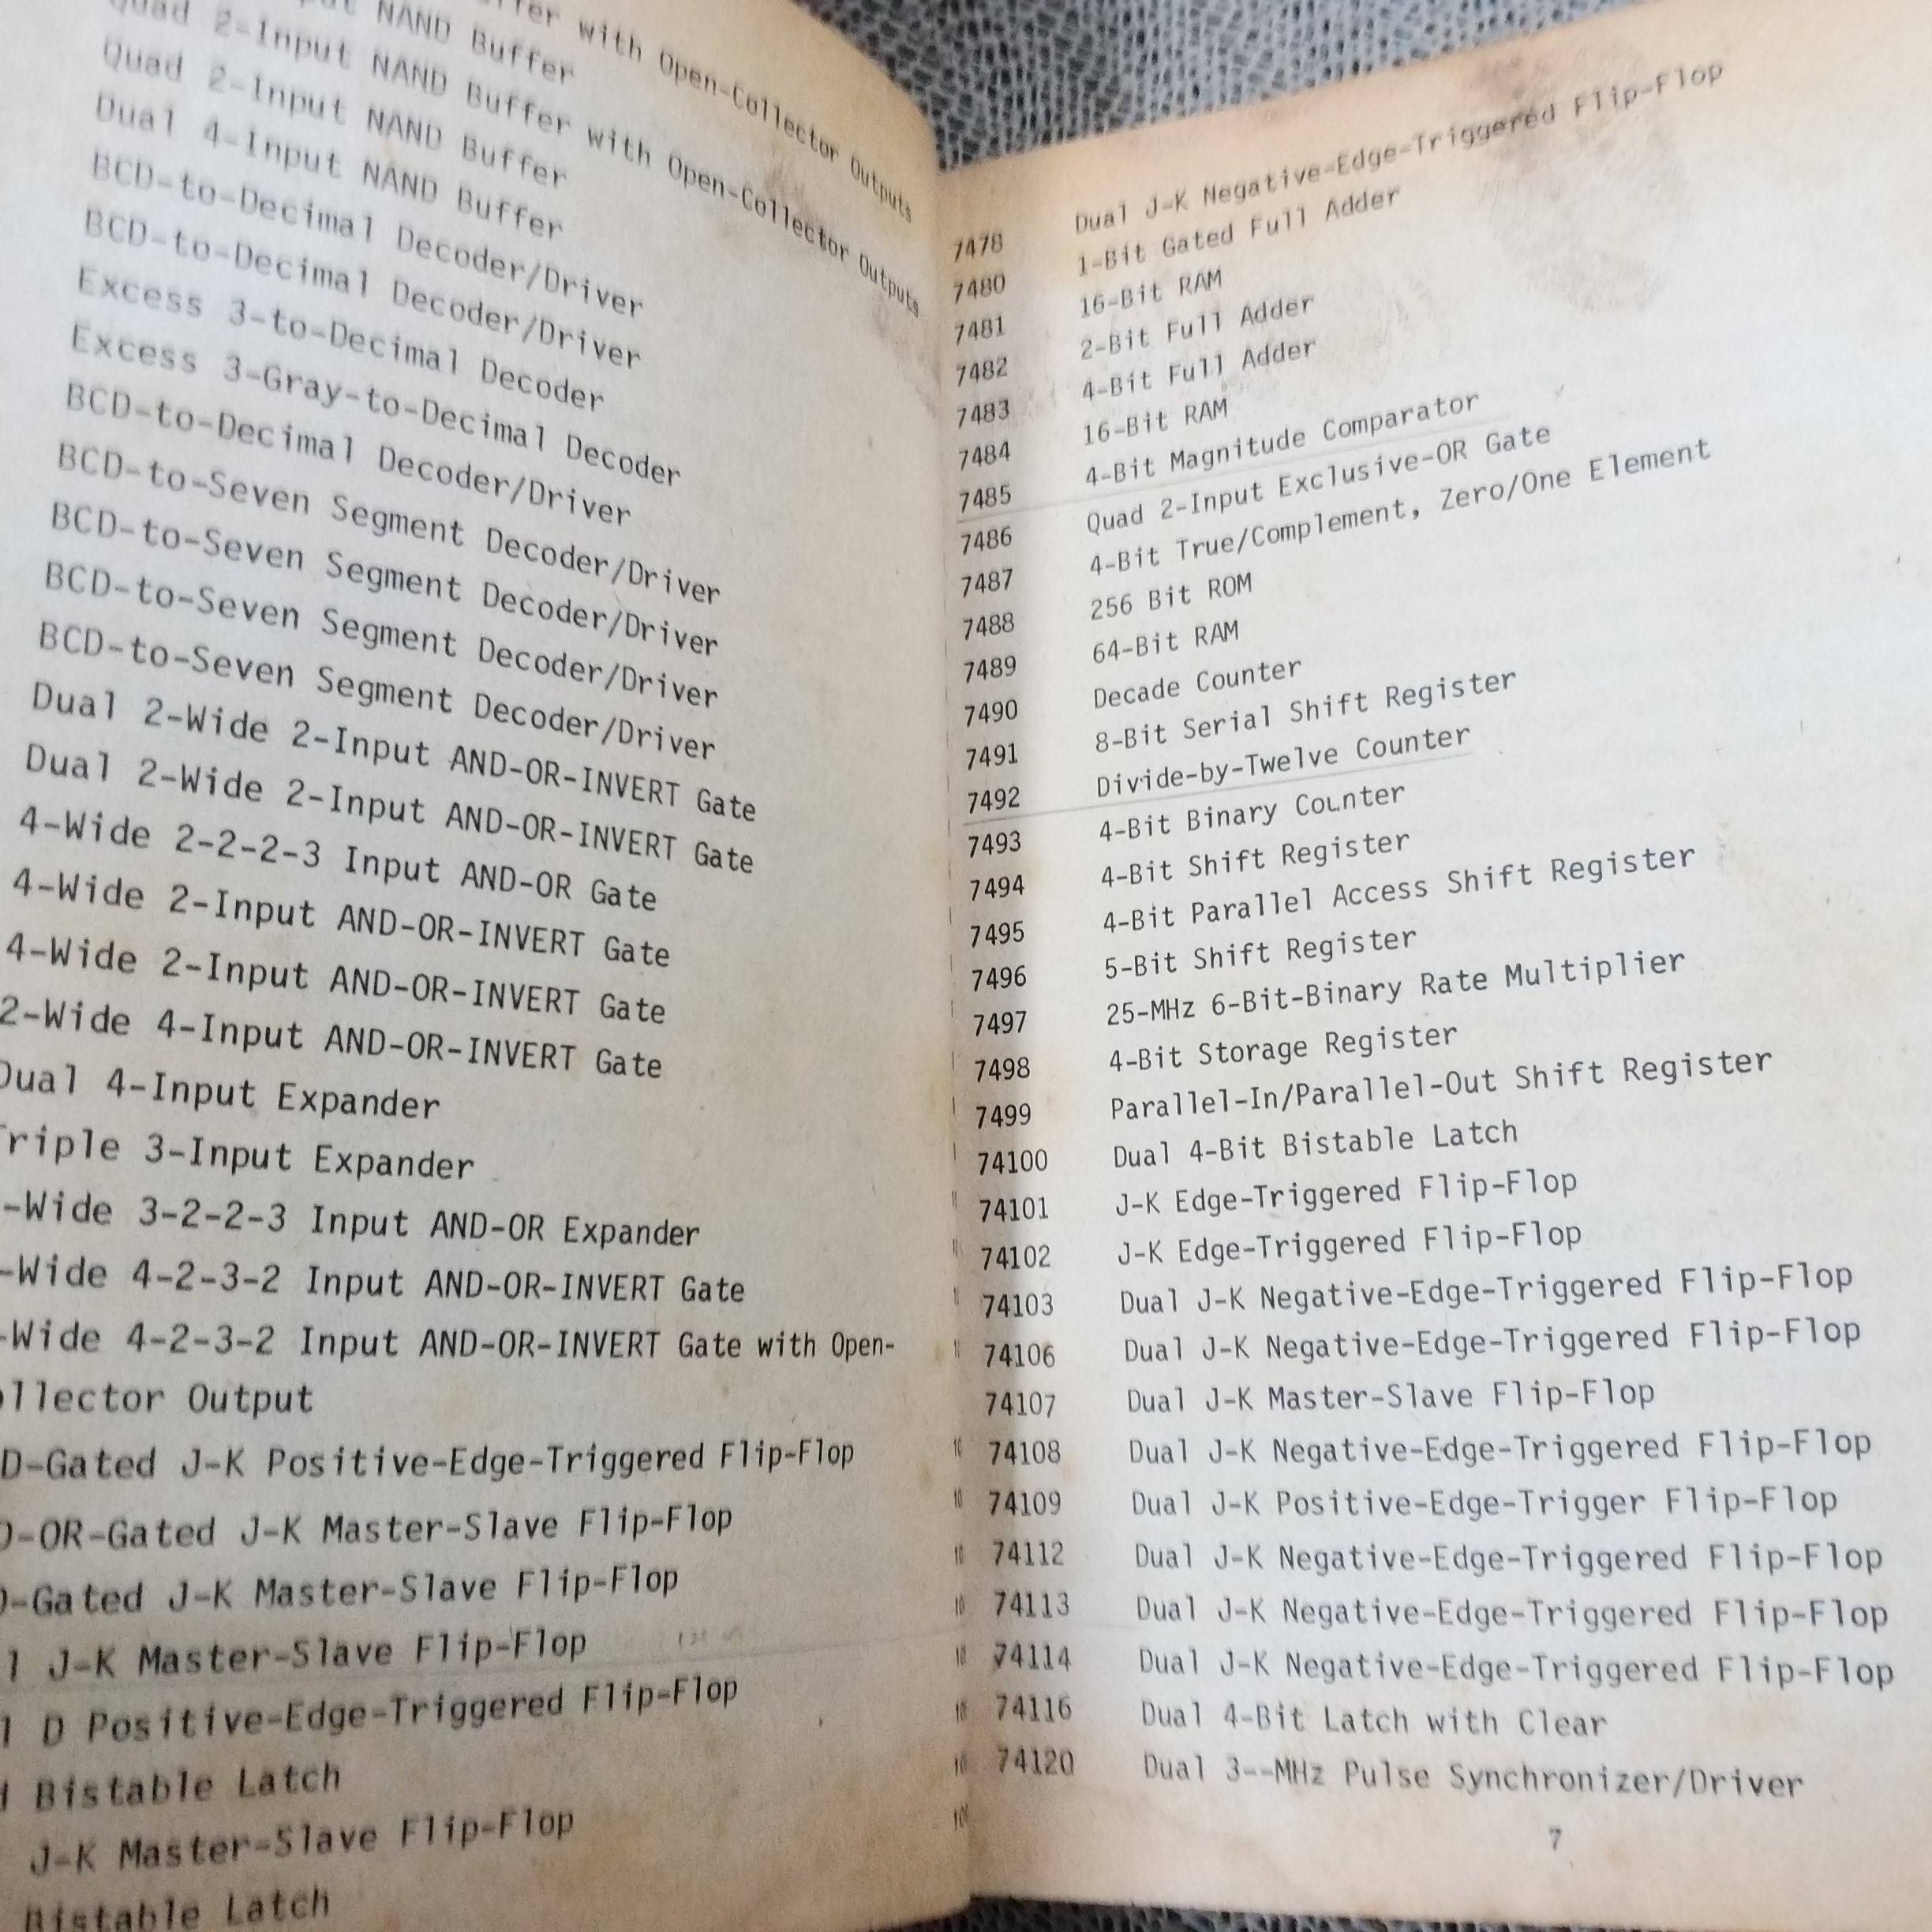 with Open-Collector Outputs
NAND Buffer
2-Input NAND Buffer with Open-Collector Outputs
Quad 2-Input NAND Buffer
Dual 4-Input NAND Buffer
BCD-to-Decimal Decoder/Driver
BCD-to-Decimal Decoder/Driver
Excess 3-to-Decimal Decoder
Excess 3-Gray-to-Decimal Decoder
BCD-to-Decimal Decoder/Driver
BCD-to-Seven Segment Decoder/Driver
BCD-to-Seven Segment Decoder/Driver
BCD-to-Seven Segment Decoder/Driver
BCD-to-Seven Segment Decoder/Driver
Dual 2-Wide 2-Input AND-OR-INVERT Gate
Dual 2-Wide 2-Input AND-OR-INVERT Gate
4-Wide 2-2-2-3 Input AND-OR Gate
4-Wide 2-Input AND-OR-INVERT Gate
4-Wide 2-Input AND-OR-INVERT Gate
2-Wide 4-Input AND-OR-INVERT Gate
Dual 4-Input Expander
Triple 3-Input Expander
-Wide 3-2-2-3 Input AND-OR Expander
-Wide 4-2-3-2 Input AND-OR-INVERT Gate
-Wide 4-2-3-2 Input AND-OR-INVERT Gate with Open-
ollector Output
D-Gated J-K Positive-Edge-Triggered Flip-Flop
D-OR-Gated J-K Master-Slave Flip-Flop
D-Gated J-K Master-Slave Flip-Flop
l J-K Master-Slave Flip-Flop
l D Positive-Edge-Triggered Flip-Flop
Bistable Latch
J-K Master-Slave Flip-Flop
Bistable Latch
7478 Dual J-K Negative-Edge-Triggered Flip-Flop
7480 1-Bit Gated Full Adder
7481 16-Bit RAM
7482 2-Bit Full Adder
7483 4-Bit Full Adder
7484 16-Bit RAM
7485 4-Bit Magnitude Comparator
7486 Quad 2-Input Exclusive-OR Gate
7487 4-Bit True/Complement, Zero/One Element
7488 256 Bit ROM
7489 64-Bit RAM
7490 Decade Counter
7491 8-Bit Serial Shift Register
7492 Divide-by-Twelve Counter
7493 4-Bit Binary Counter
7494 4-Bit Shift Register
7495 4-Bit Parallel Access Shift Register
7496 5-Bit Shift Register
7497 25-MHz 6-Bit-Binary Rate Multiplier
7498 4-Bit Storage Register
7499 Parallel-In/Parallel-Out Shift Register
74100 Dual 4-Bit Bistable Latch
74101 J-K Edge-Triggered Flip-Flop
74102 J-K Edge-Triggered Flip-Flop
74103 Dual J-K Negative-Edge-Triggered Flip-Flop
74106 Dual J-K Negative-Edge-Triggered Flip-Flop
74107 Dual J-K Master-Slave Flip-Flop
74108 Dual J-K Negative-Edge-Triggered Flip-Flop
74109 Dual J-K Positive-Edge-Trigger Flip-Flop
74112 Dual J-K Negative-Edge-Triggered Flip-Flop
74113 Dual J-K Negative-Edge-Triggered Flip-Flop
74114 Dual J-K Negative-Edge-Triggered Flip-Flop
74116 Dual 4-Bit Latch with Clear
74120 Dual 3--MHz Pulse Synchronizer/Driver
7